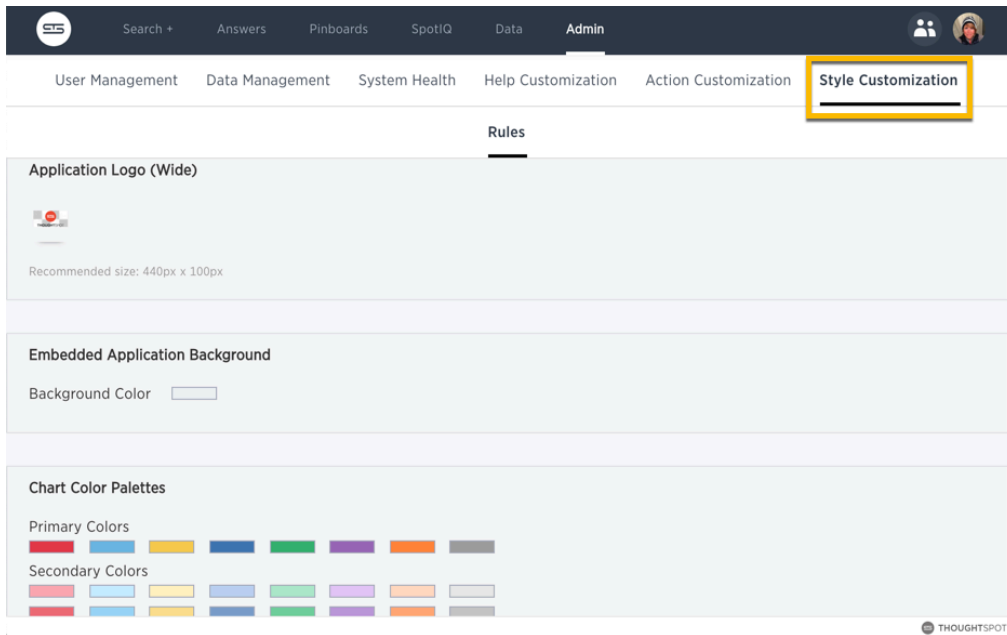 Search + Answers Pinboards SpotIQ Data Admin
User Management Data Management System Health Help Customization Action Customization Style Customization
Rules
Application Logo (Wide)
Recommended size: 440px x 100px
Embedded Application Background
Background Color
Chart Color Palettes
Primary Colors
Secondary Colors
THOUGHTSPOT